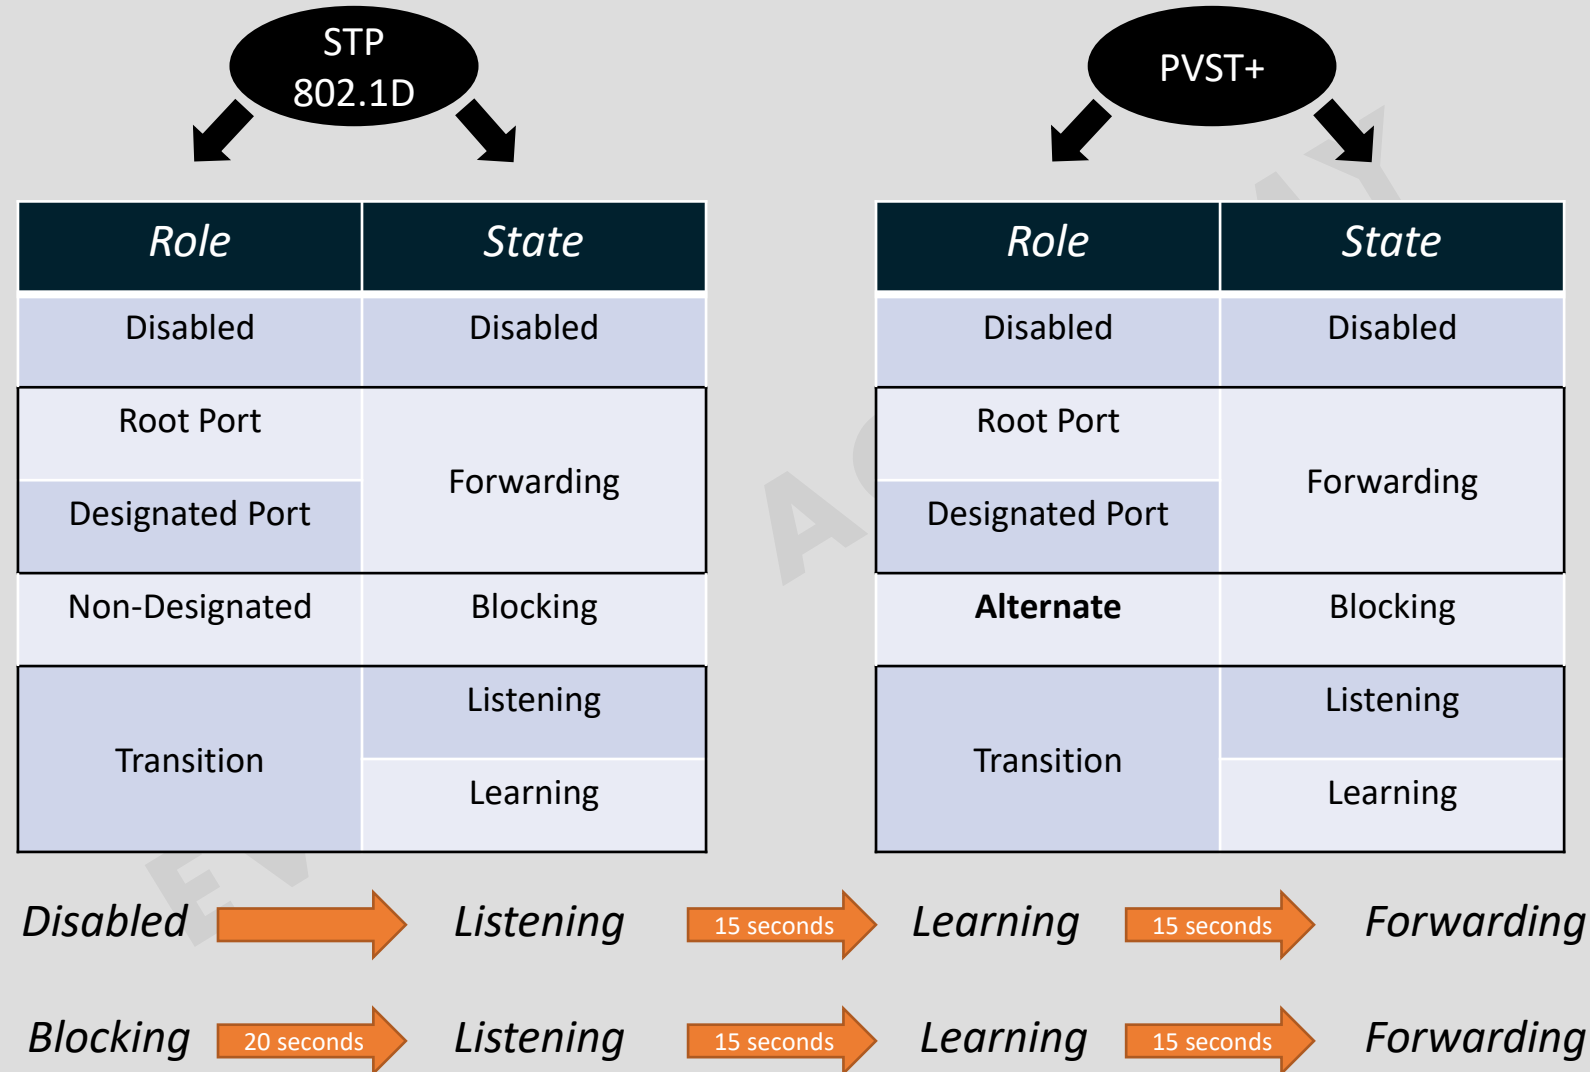 STP
802.1D
PVST+
Role State
Disabled Disabled
Root Port
Forwarding
Designated Port
Non-Designated Blocking
Listening
Transition
Learning
Role State
Disabled Disabled
Root Port
Forwarding
Designated Port
Alternate Blocking
Listening
Transition
Learning
Disabled Listening 15 seconds Learning 15 seconds Forwarding
Blocking 20 seconds Listening 15 seconds Learning 15 seconds Forwarding